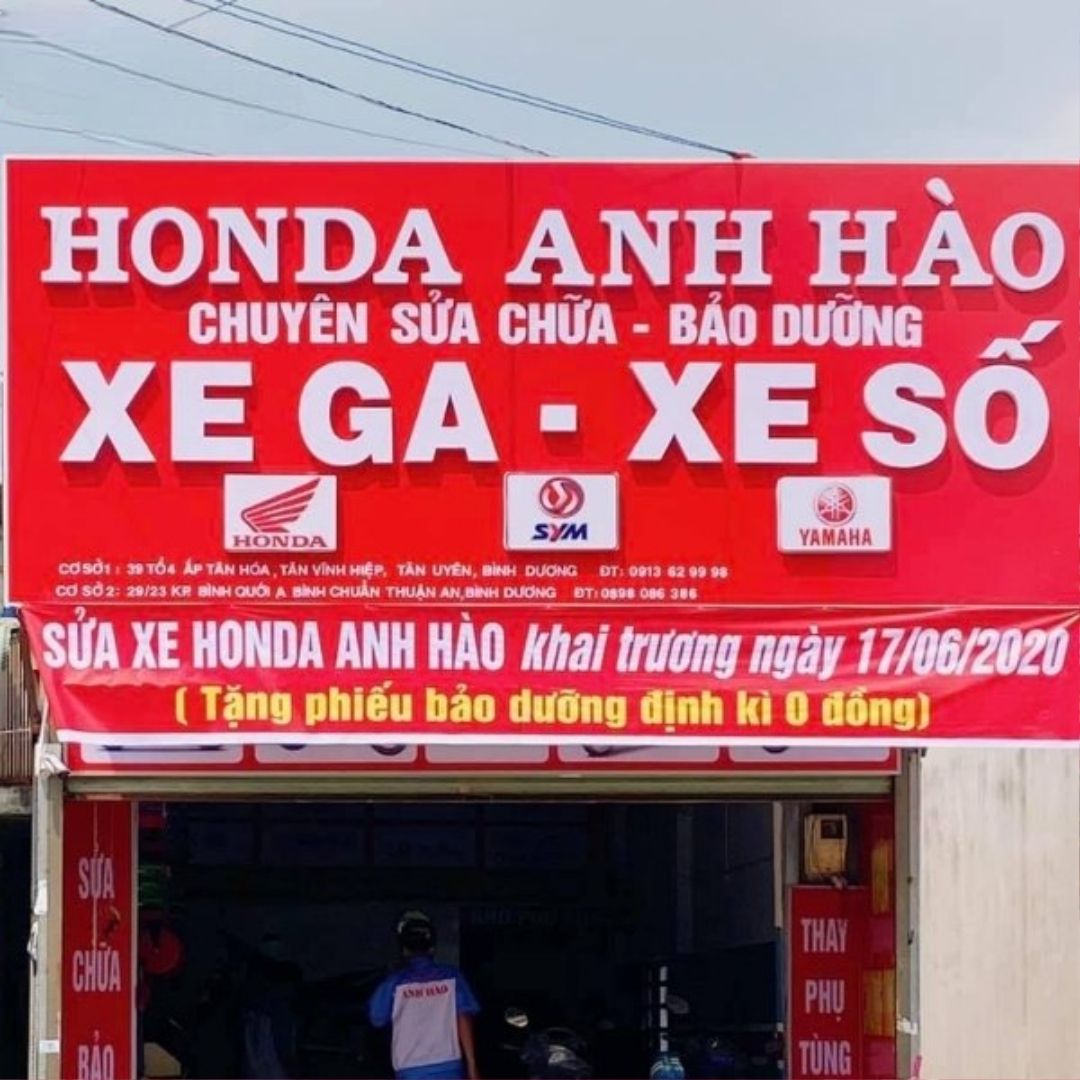 HONDA ANH HÀO
CHUYÊN SỬA CHỮA - BẢO DƯỠNG
XE GA - XE SỐ
HONDA
SYM
YAMAHA
CƠ SỞ 1 : 39 TỔ 4 ẤP TÂN HÓA , TÂN VĨNH HIỆP, TÂN UYÊN, BÌNH DƯƠNG ĐT: 0913 62 99 98
CƠ SỞ 2: 29/23 KP. BÌNH QUỚI A BÌNH CHUẨN THUẬN AN, BÌNH DƯƠNG ĐT: 0898 086 386
SỬA XE HONDA ANH HÀO khai trương ngày 17/06/2020
( Tặng phiếu bảo dưỡng định kì 0 đồng)
SỬA
CHỮA
BẢO
ANH HÀO
THAY
PHỤ
TÙNG